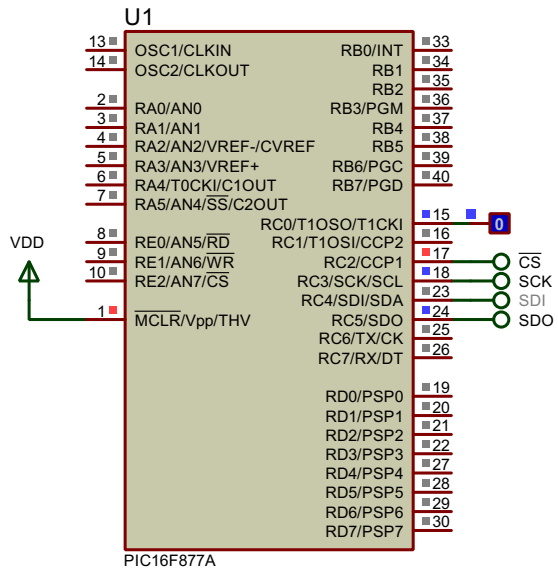 U1
13 OSC1/CLKIN RB0/INT 33
14 OSC2/CLKOUT RB1 34
RB2 35
2 RA0/AN0 RB3/PGM 36
3 RA1/AN1 RB4 37
4 RA2/AN2/VREF-/CVREF RB5 38
5 RA3/AN3/VREF+ RB6/PGC 39
6 RA4/T0CKI/C1OUT RB7/PGD 40
7 RA5/AN4/SS/C2OUT
RC0/T1OSO/T1CKI 15 0
VDD 8 RE0/AN5/RD RC1/T1OSI/CCP2 16
9 RE1/AN6/WR RC2/CCP1 17 CS
10 RE2/AN7/CS RC3/SCK/SCL 18 SCK
RC4/SDI/SDA 23 SDI
1 MCLR/Vpp/THV RC5/SDO 24 SDO
RC6/TX/CK 25
RC7/RX/DT 26
RD0/PSP0 19
RD1/PSP1 20
RD2/PSP2 21
RD3/PSP3 22
RD4/PSP4 27
RD5/PSP5 28
RD6/PSP6 29
RD7/PSP7 30
PIC16F877A